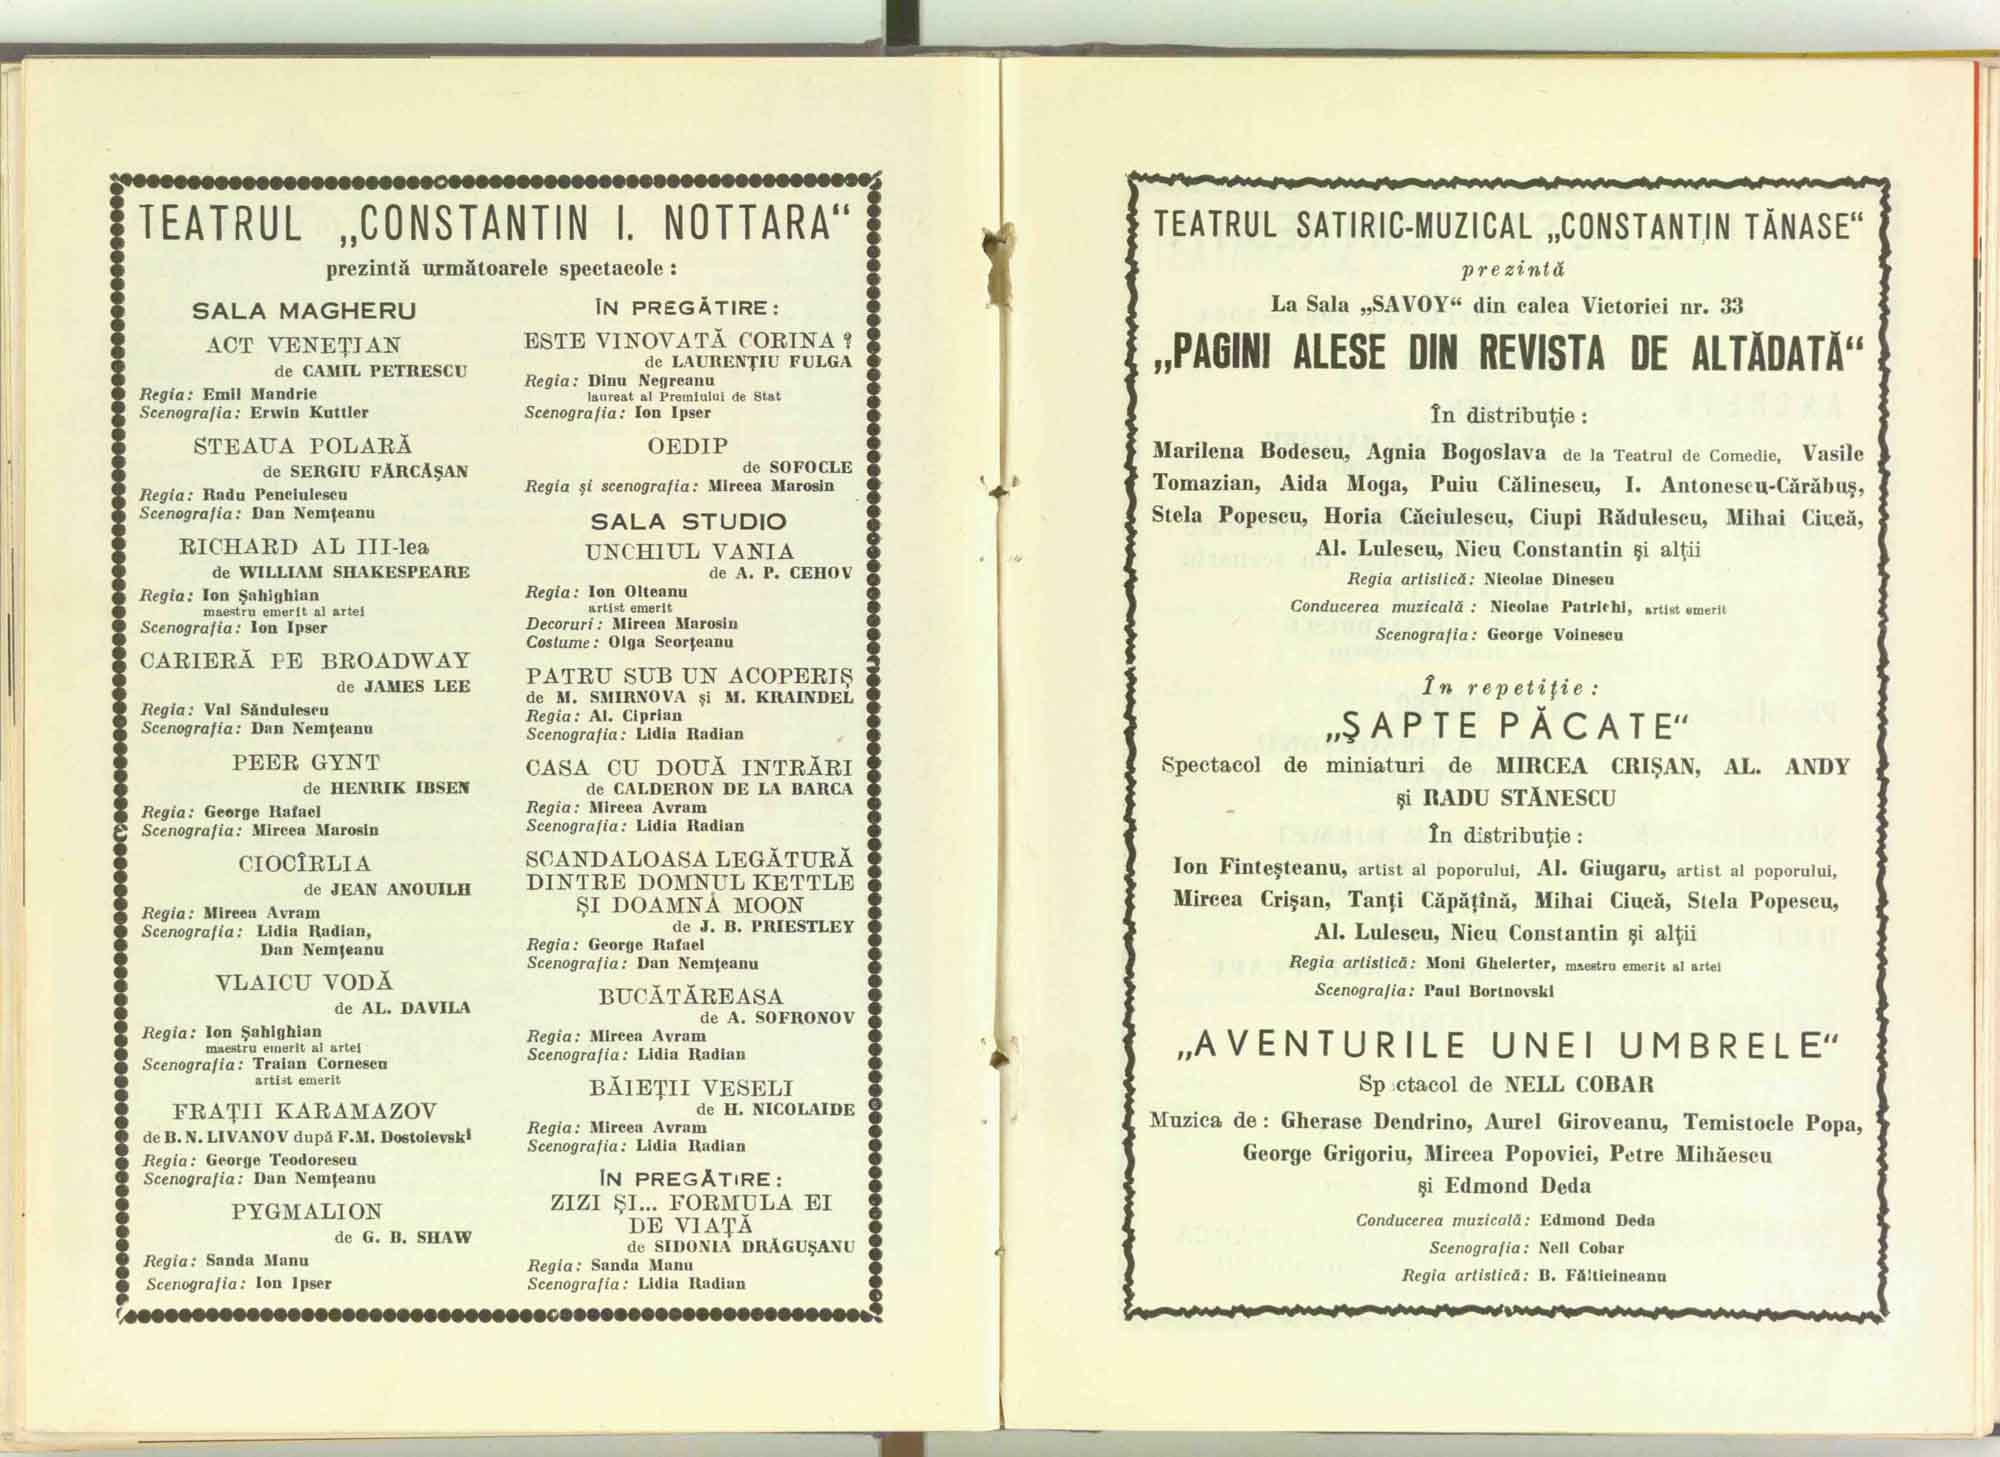 TEATRUL „CONSTANTIN I. NOTTARA“
prezintă următoarele spectacole :
SALA MAGHERU
ACT VENEȚIAN
de CAMIL PETRESCU
Regia: Emil Mandric
Scenografia: Erwin Kuttler
STEAUA POLARĂ
de SERGIU FĂRCĂȘAN
Regia: Radu Penciulescu
Scenografia: Dan Nemțeanu
RICHARD AL III-lea
de WILLIAM SHAKESPEARE
Regia: Ion Șahighian
maestru emerit al artei
Scenografia: Ion Ipser
CARIERĂ PE BROADWAY
de JAMES LEE
Regia: Val Săndulescu
Scenografia: Dan Nemțeanu
PEER GYNT
de HENRIK IBSEN
Regia: George Rafael
Scenografia: Mircea Marosin
CIOCÎRLIA
de JEAN ANOUILH
Regia: Mircea Avram
Scenografia: Lidia Radian,
Dan Nemțeanu
VLAICU VODĂ
de AL. DAVILA
Regia: Ion Șahighian
maestru emerit al artei
Scenografia: Traian Cornescu
artist emerit
FRAȚII KARAMAZOV
de B. N. LIVANOV după F.M. Dostoievski
Regia: George Teodorescu
Scenografia: Dan Nemțeanu
PYGMALION
de G. B. SHAW
Regia: Sanda Manu
Scenografia: Ion Ipser
ÎN PREGĂTIRE:
ESTE VINOVATĂ CORINA ?
de LAURENȚIU FULGA
Regia: Dinu Negreanu
laureat al Premiului de Stat
Scenografia: Ion Ipser
OEDIP
de SOFOCLE
Regia și scenografia: Mircea Marosin
SALA STUDIO
UNCHIUL VANIA
de A. P. CEHOV
Regia: Ion Olteanu
artist emerit
Decoruri: Mircea Marosin
Costume: Olga Scorțeanu
PATRU SUB UN ACOPERIȘ
de M. SMIRNOVA și M. KRAINDEL
Regia: Al. Ciprian
Scenografia: Lidia Radian
CASA CU DOUĂ INTRĂRI
de CALDERON DE LA BARCA
Regia: Mircea Avram
Scenografia: Lidia Radian
SCANDALOASA LEGĂTURĂ
DINTRE DOMNUL KETTLE
ȘI DOAMNA MOON
de J. B. PRIESTLEY
Regia: George Rafael
Scenografia: Dan Nemțeanu
BUCĂTĂREASA
de A. SOFRONOV
Regia: Mircea Avram
Scenografia: Lidia Radian
BĂIEȚII VESELI
de H. NICOLAIDE
Regia: Mircea Avram
Scenografia: Lidia Radian
ÎN PREGĂTIRE:
ZIZI ȘI... FORMULA EI
DE VIAȚĂ
de SIDONIA DRĂGUȘANU
Regia: Sanda Manu
Scenografia: Lidia Radian
TEATRUL SATIRIC-MUZICAL „CONSTANTIN TĂNASE“
prezintă
La Sala „SAVOY“ din calea Victoriei nr. 33
„PAGINI ALESE DIN REVISTA DE ALTĂDATĂ“
În distribuție :
Marilena Bodescu, Agnia Bogoslava de la Teatrul de Comedie, Vasile
Tomazian, Aida Moga, Puiu Călinescu, I. Antonescu-Cărăbuș,
Stela Popescu, Horia Căciulescu, Ciupi Rădulescu, Mihai Ciucă,
Al. Lulescu, Nicu Constantin și alții
Regia artistică: Nicolae Dinescu
Conducerea muzicală : Nicolae Patrichi, artist emerit
Scenografia: George Voinescu
În repetiție :
„ȘAPTE PĂCATE“
Spectacol de miniaturi de MIRCEA CRIȘAN, AL. ANDY
și RADU STĂNESCU
În distribuție :
Ion Finteșteanu, artist al poporului, Al. Giugaru, artist al poporului,
Mircea Crișan, Tanți Căpățînă, Mihai Ciucă, Stela Popescu,
Al. Lulescu, Nicu Constantin și alții
Regia artistică: Moni Ghelerter, maestru emerit al artei
Scenografia: Paul Bortnovski
„AVENTURILE UNEI UMBRELE“
Spectacol de NELL COBAR
Muzica de : Gherase Dendrino, Aurel Giroveanu, Temistocle Popa,
George Grigoriu, Mircea Popovici, Petre Mihăescu
și Edmond Deda
Conducerea muzicală: Edmond Deda
Scenografia: Nell Cobar
Regia artistică: B. Fălticineanu